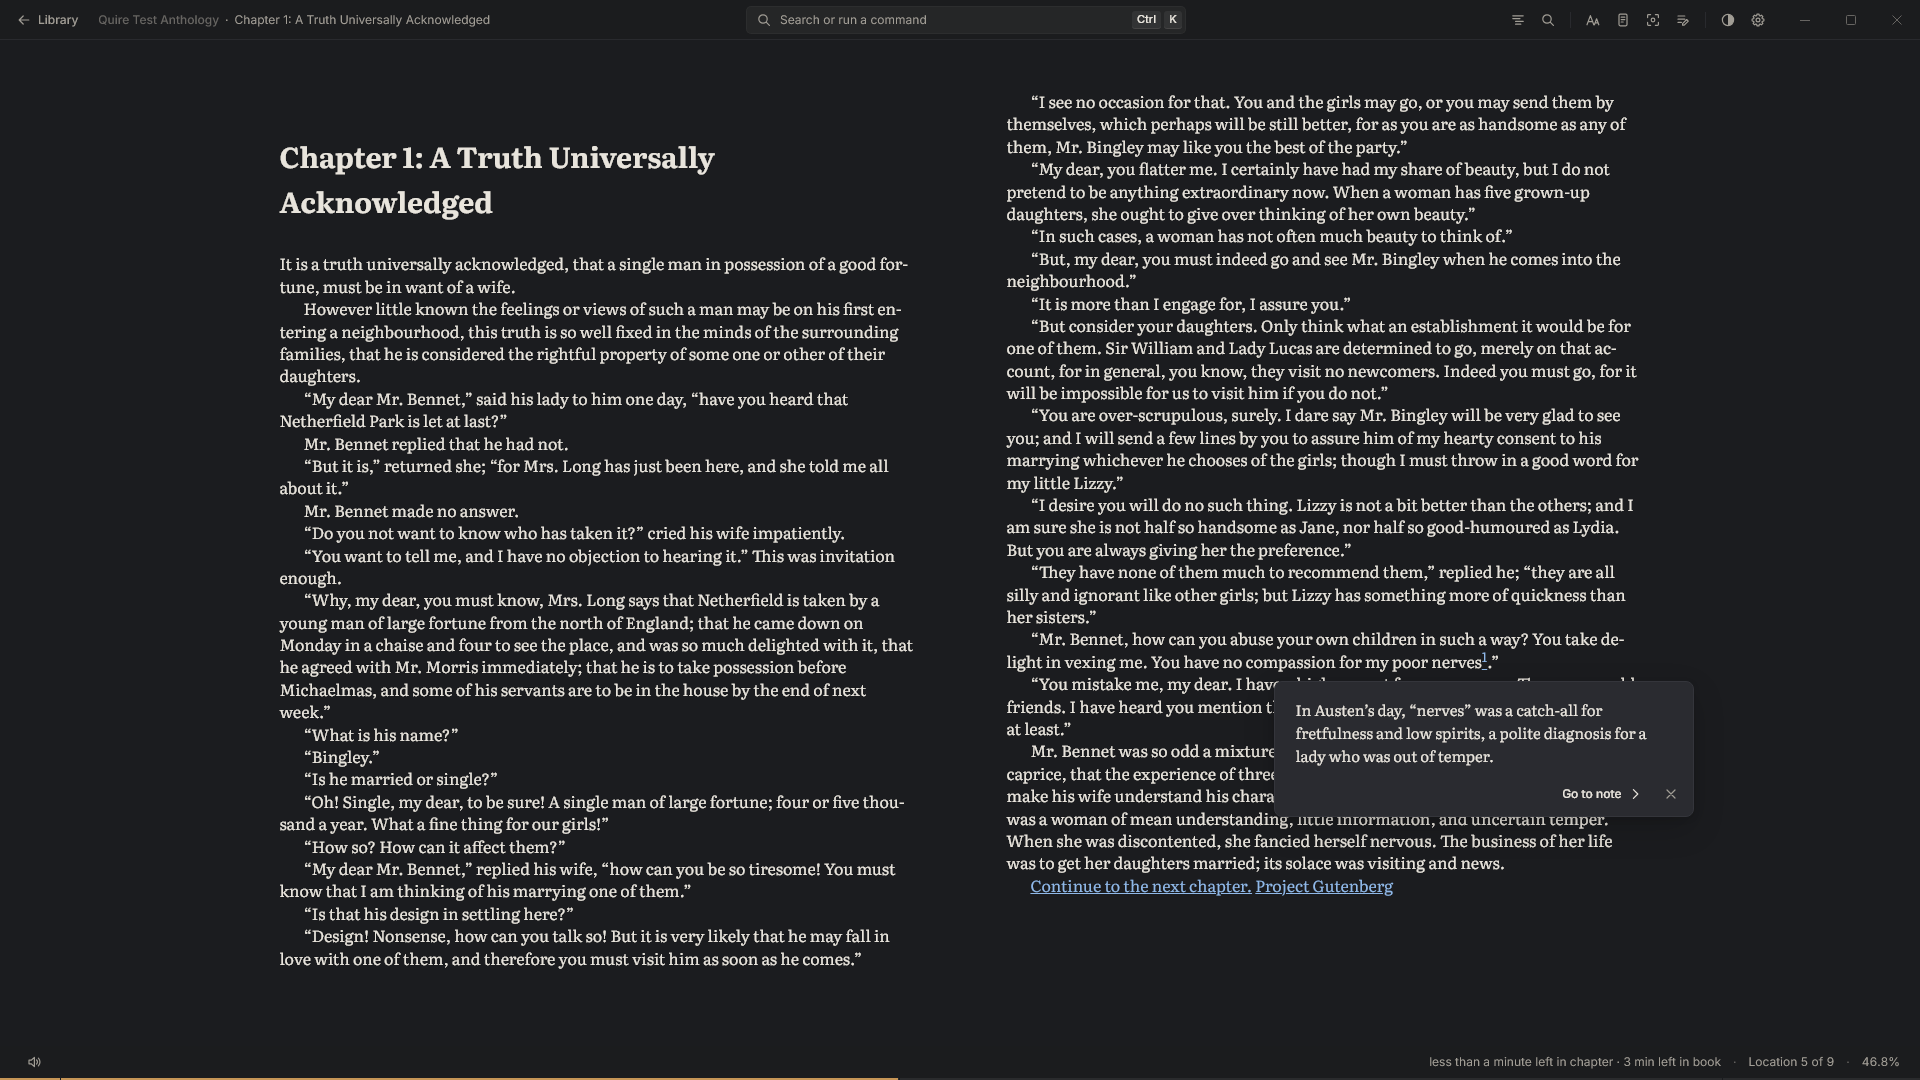 Library
Quire Test Anthology · Chapter 1: A Truth Universally Acknowledged
Search or run a command
Ctrl K
Chapter 1: A Truth Universally
Acknowledged
It is a truth universally acknowledged, that a single man in possession of a good for-
tune, must be in want of a wife.
However little known the feelings or views of such a man may be on his first en-
tering a neighbourhood, this truth is so well fixed in the minds of the surrounding
families, that he is considered the rightful property of some one or other of their
daughters.
“My dear Mr. Bennet,” said his lady to him one day, “have you heard that
Netherfield Park is let at last?”
Mr. Bennet replied that he had not.
“But it is,” returned she; “for Mrs. Long has just been here, and she told me all
about it.”
Mr. Bennet made no answer.
“Do you not want to know who has taken it?” cried his wife impatiently.
“You want to tell me, and I have no objection to hearing it.” This was invitation
enough.
“Why, my dear, you must know, Mrs. Long says that Netherfield is taken by a
young man of large fortune from the north of England; that he came down on
Monday in a chaise and four to see the place, and was so much delighted with it, that
he agreed with Mr. Morris immediately; that he is to take possession before
Michaelmas, and some of his servants are to be in the house by the end of next
week.”
“What is his name?”
“Bingley.”
“Is he married or single?”
“Oh! Single, my dear, to be sure! A single man of large fortune; four or five thou-
sand a year. What a fine thing for our girls!”
“How so? How can it affect them?”
“My dear Mr. Bennet,” replied his wife, “how can you be so tiresome! You must
know that I am thinking of his marrying one of them.”
“Is that his design in settling here?”
“Design! Nonsense, how can you talk so! But it is very likely that he may fall in
love with one of them, and therefore you must visit him as soon as he comes.”
“I see no occasion for that. You and the girls may go, or you may send them by
themselves, which perhaps will be still better, for as you are as handsome as any of
them, Mr. Bingley may like you the best of the party.”
“My dear, you flatter me. I certainly have had my share of beauty, but I do not
pretend to be anything extraordinary now. When a woman has five grown-up
daughters, she ought to give over thinking of her own beauty.”
“In such cases, a woman has not often much beauty to think of.”
“But, my dear, you must indeed go and see Mr. Bingley when he comes into the
neighbourhood.”
“It is more than I engage for, I assure you.”
“But consider your daughters. Only think what an establishment it would be for
one of them. Sir William and Lady Lucas are determined to go, merely on that ac-
count, for in general, you know, they visit no newcomers. Indeed you must go, for it
will be impossible for us to visit him if you do not.”
“You are over-scrupulous, surely. I dare say Mr. Bingley will be very glad to see
you; and I will send a few lines by you to assure him of my hearty consent to his
marrying whichever he chooses of the girls; though I must throw in a good word for
my little Lizzy.”
“I desire you will do no such thing. Lizzy is not a bit better than the others; and I
am sure she is not half so handsome as Jane, nor half so good-humoured as Lydia.
But you are always giving her the preference.”
“They have none of them much to recommend them,” replied he; “they are all
silly and ignorant like other girls; but Lizzy has something more of quickness than
her sisters.”
“Mr. Bennet, how can you abuse your own children in such a way? You take de-
light in vexing me. You have no compassion for my poor nerves1.”
“You mistake me, my dear. I have
friends. I have heard you mention
at least.”
Mr. Bennet was so odd a mixture
caprice, that the experience of three
make his wife understand his
was a woman of mean understanding, little information, and uncertain temper.
When she was discontented, she fancied herself nervous. The business of her life
was to get her daughters married; its solace was visiting and news.
Continue to the next chapter. Project Gutenberg
In Austen’s day, “nerves” was a catch-all for
fretfulness and low spirits, a polite diagnosis for a
lady who was out of temper.
Go to note
less than a minute left in chapter · 3 min left in book · Location 5 of 9 · 46.8%